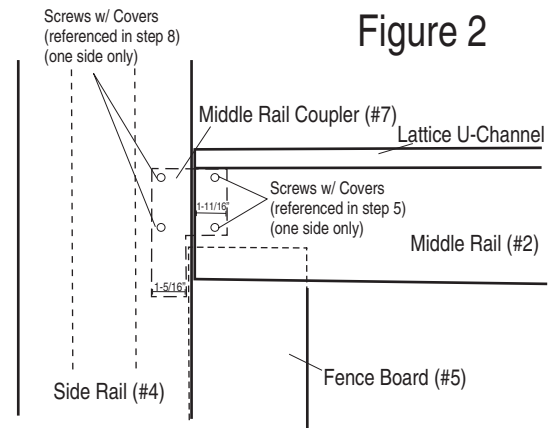 Figure 2
Screws w/ Covers
(referenced in step 8)
(one side only)
Middle Rail Coupler (#7)
Lattice U-Channel
Screws w/ Covers
(referenced in step 5)
(one side only)
1-11/16"
Middle Rail (#2)
1-5/16"
Side Rail (#4)
Fence Board (#5)